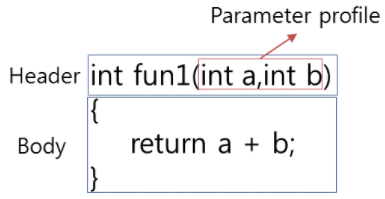 Parameter profile
Header int fun1(int a,int b)
{
Body return a + b;
}